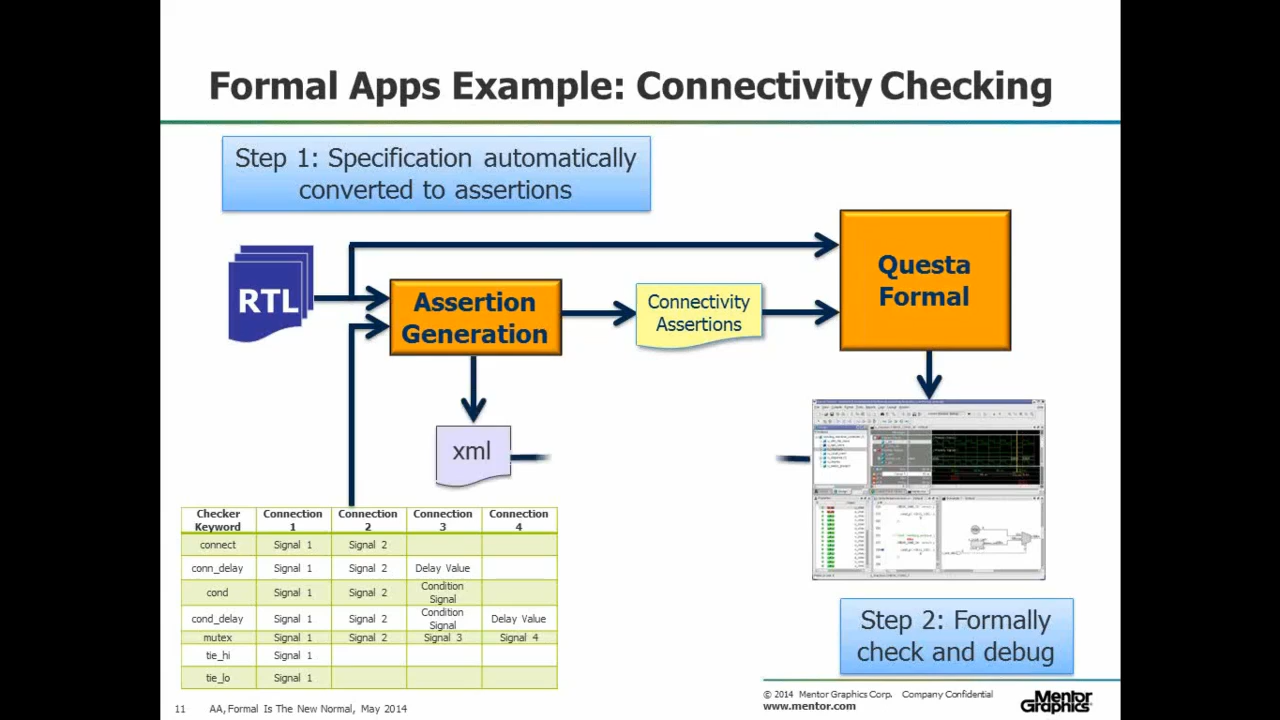 Formal Apps Example: Connectivity Checking
Step 1: Specification automatically
converted to assertions
RTL
Assertion
Generation
Connectivity
Assertions
Questa
Formal
xml
Checker Keyword Connection 1 Connection 2 Connection 3 Connection 4
connect Signal 1 Signal 2
conn_delay Signal 1 Signal 2 Delay Value
cond Signal 1 Signal 2 Condition Signal
cond_delay Signal 1 Signal 2 Condition Signal Delay Value
mutex Signal 1 Signal 2 Signal 3 Signal 4
tie_hi Signal 1
tie_lo Signal 1
Step 2: Formally
check and debug
11 AA, Formal Is The New Normal, May 2014
© 2014 Mentor Graphics Corp. Company Confidential
www.mentor.com
Mentor
Graphics